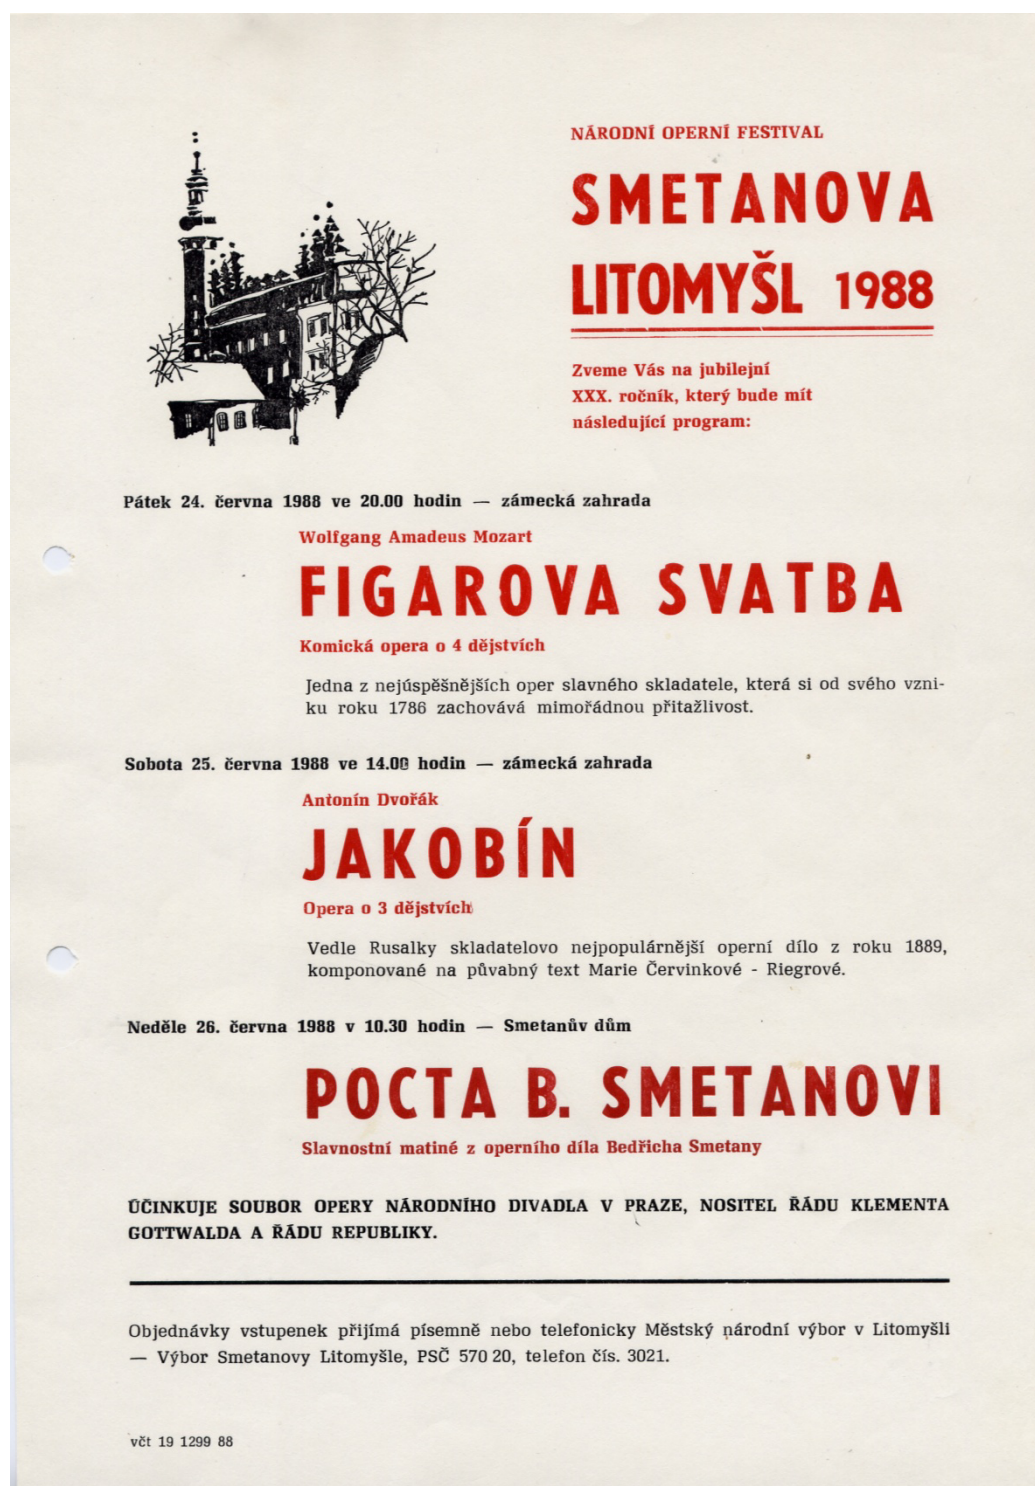 NÁRODNÍ OPERNÍ FESTIVAL
SMETANOVA
LITOMYŠL 1988
Zveme Vás na jubilejní
XXX. ročník, který bude mít
následující program:
Pátek 24. června 1988 ve 20.00 hodin — zámecká zahrada
Wolfgang Amadeus Mozart
FIGAROVA SVATBA
Komická opera o 4 dějstvích
Jedna z nejúspěšnějších oper slavného skladatele, která si od svého vzni-
ku roku 1786 zachovává mimořádnou přitažlivost.
Sobota 25. června 1988 ve 14.00 hodin — zámecká zahrada
Antonín Dvořák
JAKOBÍN
Opera o 3 dějstvích
Vedle Rusalky skladatelovo nejpopulárnější operní dílo z roku 1889,
komponované na půvabný text Marie Červinkové - Riegrové.
Neděle 26. června 1988 v 10.30 hodin — Smetanův dům
POCTA B. SMETANOVI
Slavnostní matiné z operního díla Bedřicha Smetany
ÚČINKUJE SOUBOR OPERY NÁRODNÍHO DIVADLA V PRAZE, NOSITEL ŘÁDU KLEMENTA
GOTTWALDA A ŘÁDU REPUBLIKY.
Objednávky vstupenek přijímá písemně nebo telefonicky Městský národní výbor v Litomyšli
— Výbor Smetanovy Litomyšle, PSČ 570 20, telefon čís. 3021.
včt 19 1299 88